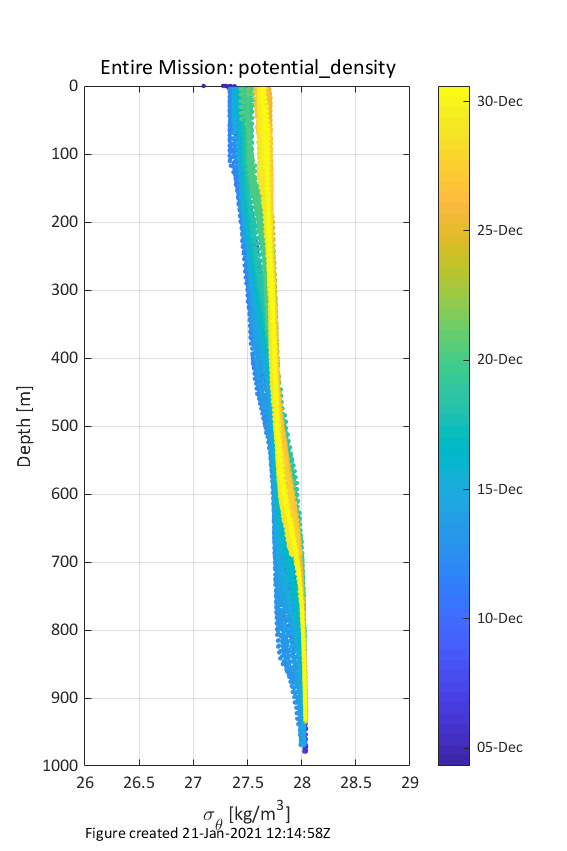 Entire Mission: potential_density
0
100
200
300
400
500
600
700
800
900
1000
Depth [m]
26
26.5
27
27.5
28
28.5
29
σ_θ [kg/m³]
30-Dec
25-Dec
20-Dec
15-Dec
10-Dec
05-Dec
Figure created 21-Jan-2021 12:14:58Z